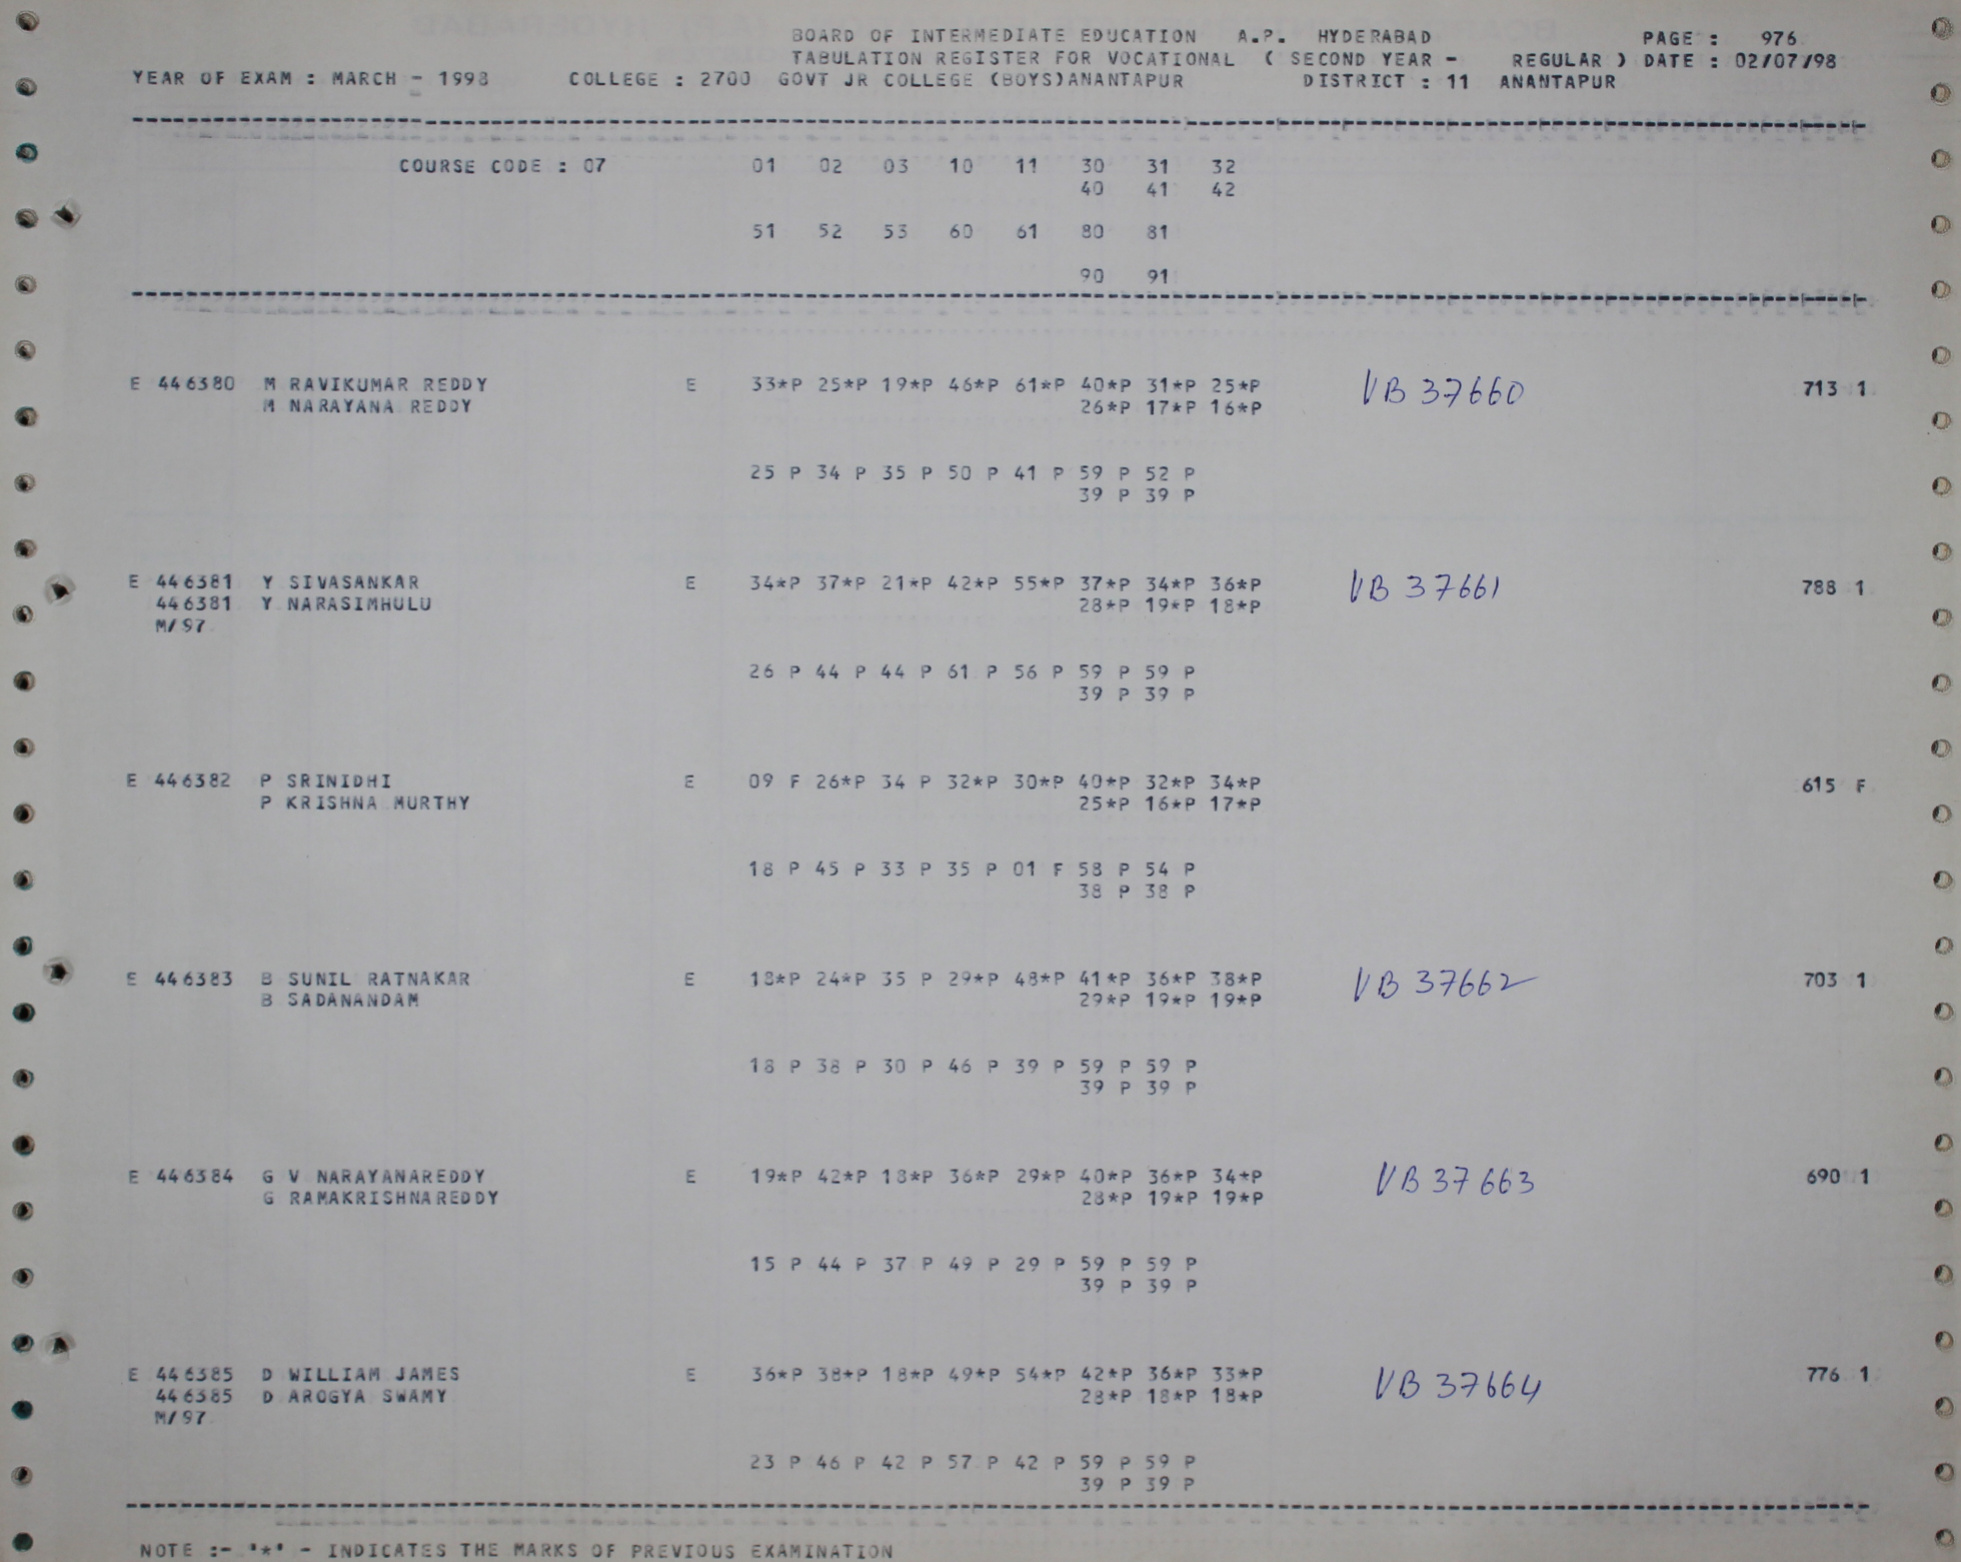 BOARD OF INTERMEDIATE EDUCATION A.P. HYDERABAD PAGE : 976
TABULATION REGISTER FOR VOCATIONAL ( SECOND YEAR - REGULAR ) DATE : 02/07/98
YEAR OF EXAM : MARCH - 1998 COLLEGE : 2700 GOVT JR COLLEGE (BOYS)ANANTAPUR DISTRICT : 11 ANANTAPUR
COURSE CODE : 07 01 02 03 10 11 30 31 32
40 41 42
51 52 53 60 61 80 81
90 91
E 446380 M RAVIKUMAR REDDY E 33*P 25*P 19*P 46*P 61*P 40*P 31*P 25*P VB 37660 713 1
M NARAYANA REDDY 26*P 17*P 16*P
25 P 34 P 35 P 50 P 41 P 59 P 52 P
39 P 39 P
E 446381 Y SIVASANKAR E 34*P 37*P 21*P 42*P 55*P 37*P 34*P 36*P VB 37661 788 1
446381 Y NARASIMHULU 28*P 19*P 18*P
M/97
26 P 44 P 44 P 61 P 56 P 59 P 59 P
39 P 39 P
E 446382 P SRINIDHI E 09 F 26*P 34 P 32*P 30*P 40*P 32*P 34*P 615 F
P KRISHNA MURTHY 25*P 16*P 17*P
18 P 45 P 33 P 35 P 01 F 58 P 54 P
38 P 38 P
E 446383 B SUNIL RATNAKAR E 18*P 24*P 35 P 29*P 48*P 41*P 36*P 38*P VB 37662 703 1
B SADANANDAM 29*P 19*P 19*P
18 P 38 P 30 P 46 P 39 P 59 P 59 P
39 P 39 P
E 446384 G V NARAYANAREDDY E 19*P 42*P 18*P 36*P 29*P 40*P 36*P 34*P VB 37663 690 1
G RAMAKRISHNAREDDY 28*P 19*P 19*P
15 P 44 P 37 P 49 P 29 P 59 P 59 P
39 P 39 P
E 446385 D WILLIAM JAMES E 36*P 38*P 18*P 49*P 54*P 42*P 36*P 33*P VB 37664 776 1
446385 D AROGYA SWAMY 28*P 18*P 18*P
M/97
23 P 46 P 42 P 57 P 42 P 59 P 59 P
39 P 39 P
NOTE :- '*' - INDICATES THE MARKS OF PREVIOUS EXAMINATION